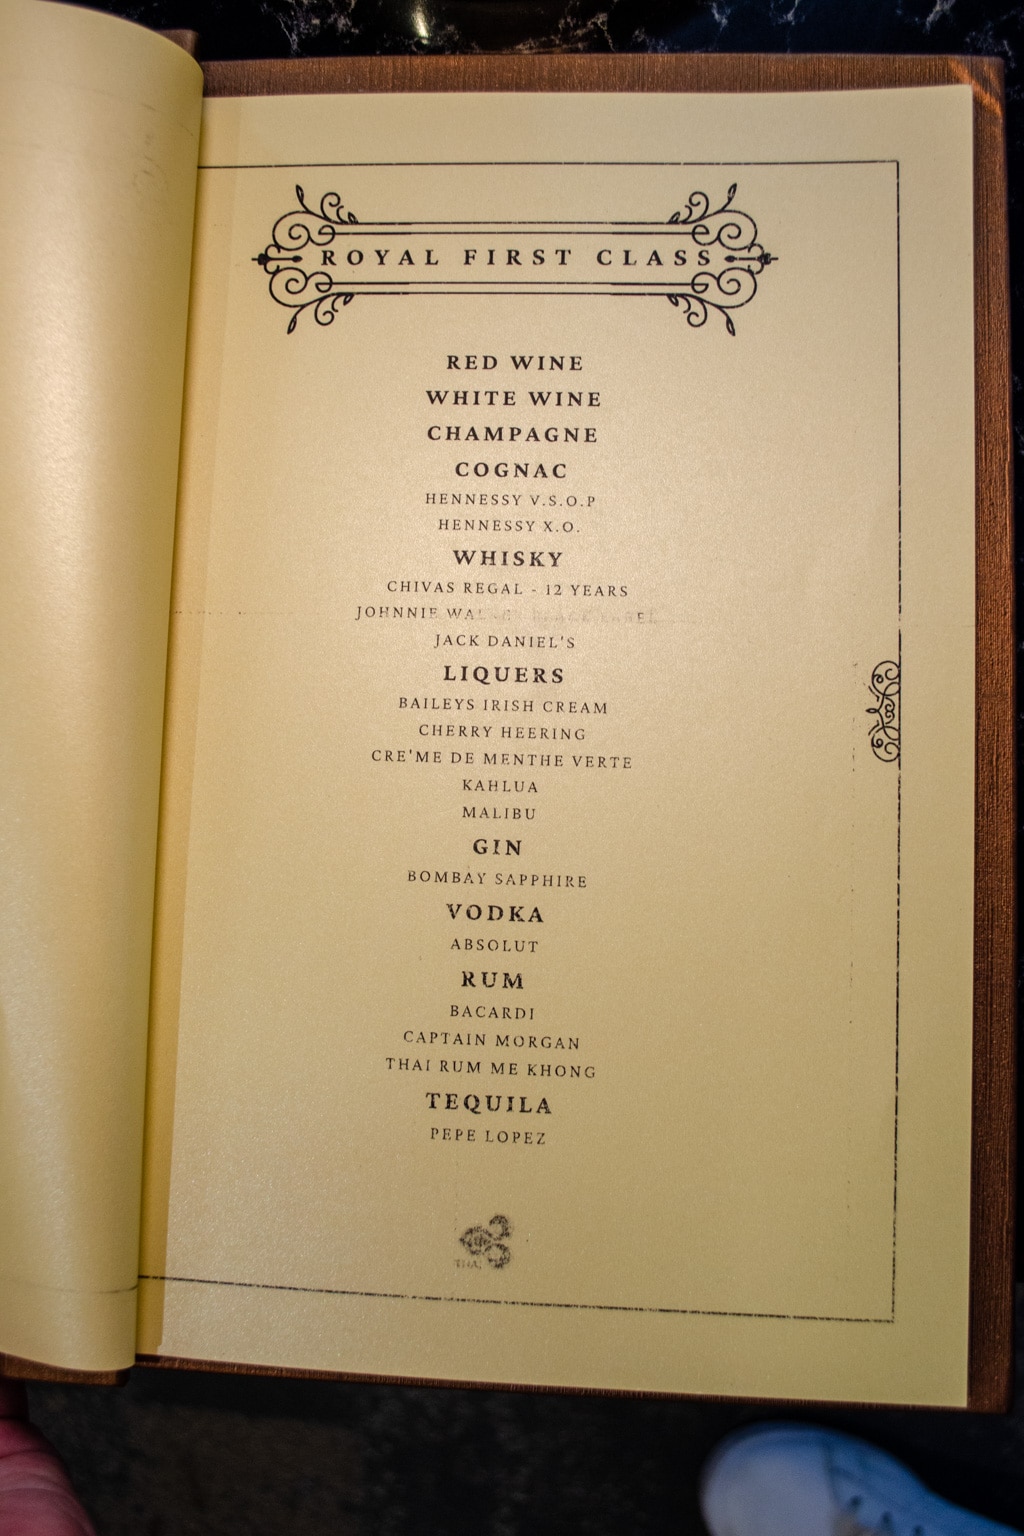 ROYAL FIRST CLASS
RED WINE
WHITE WINE
CHAMPAGNE
COGNAC
HENNESSY V.S.O.P
HENNESSY X.O.
WHISKY
CHIVAS REGAL - 12 YEARS
JOHNNIE
JACK DANIEL'S
LIQUERS
BAILEYS IRISH CREAM
CHERRY HEERING
CRE'ME DE MENTHE VERTE
KAHLUA
MALIBU
GIN
BOMBAY SAPPHIRE
VODKA
ABSOLUT
RUM
BACARDI
CAPTAIN MORGAN
THAI RUM ME KHONG
TEQUILA
PEPE LOPEZ